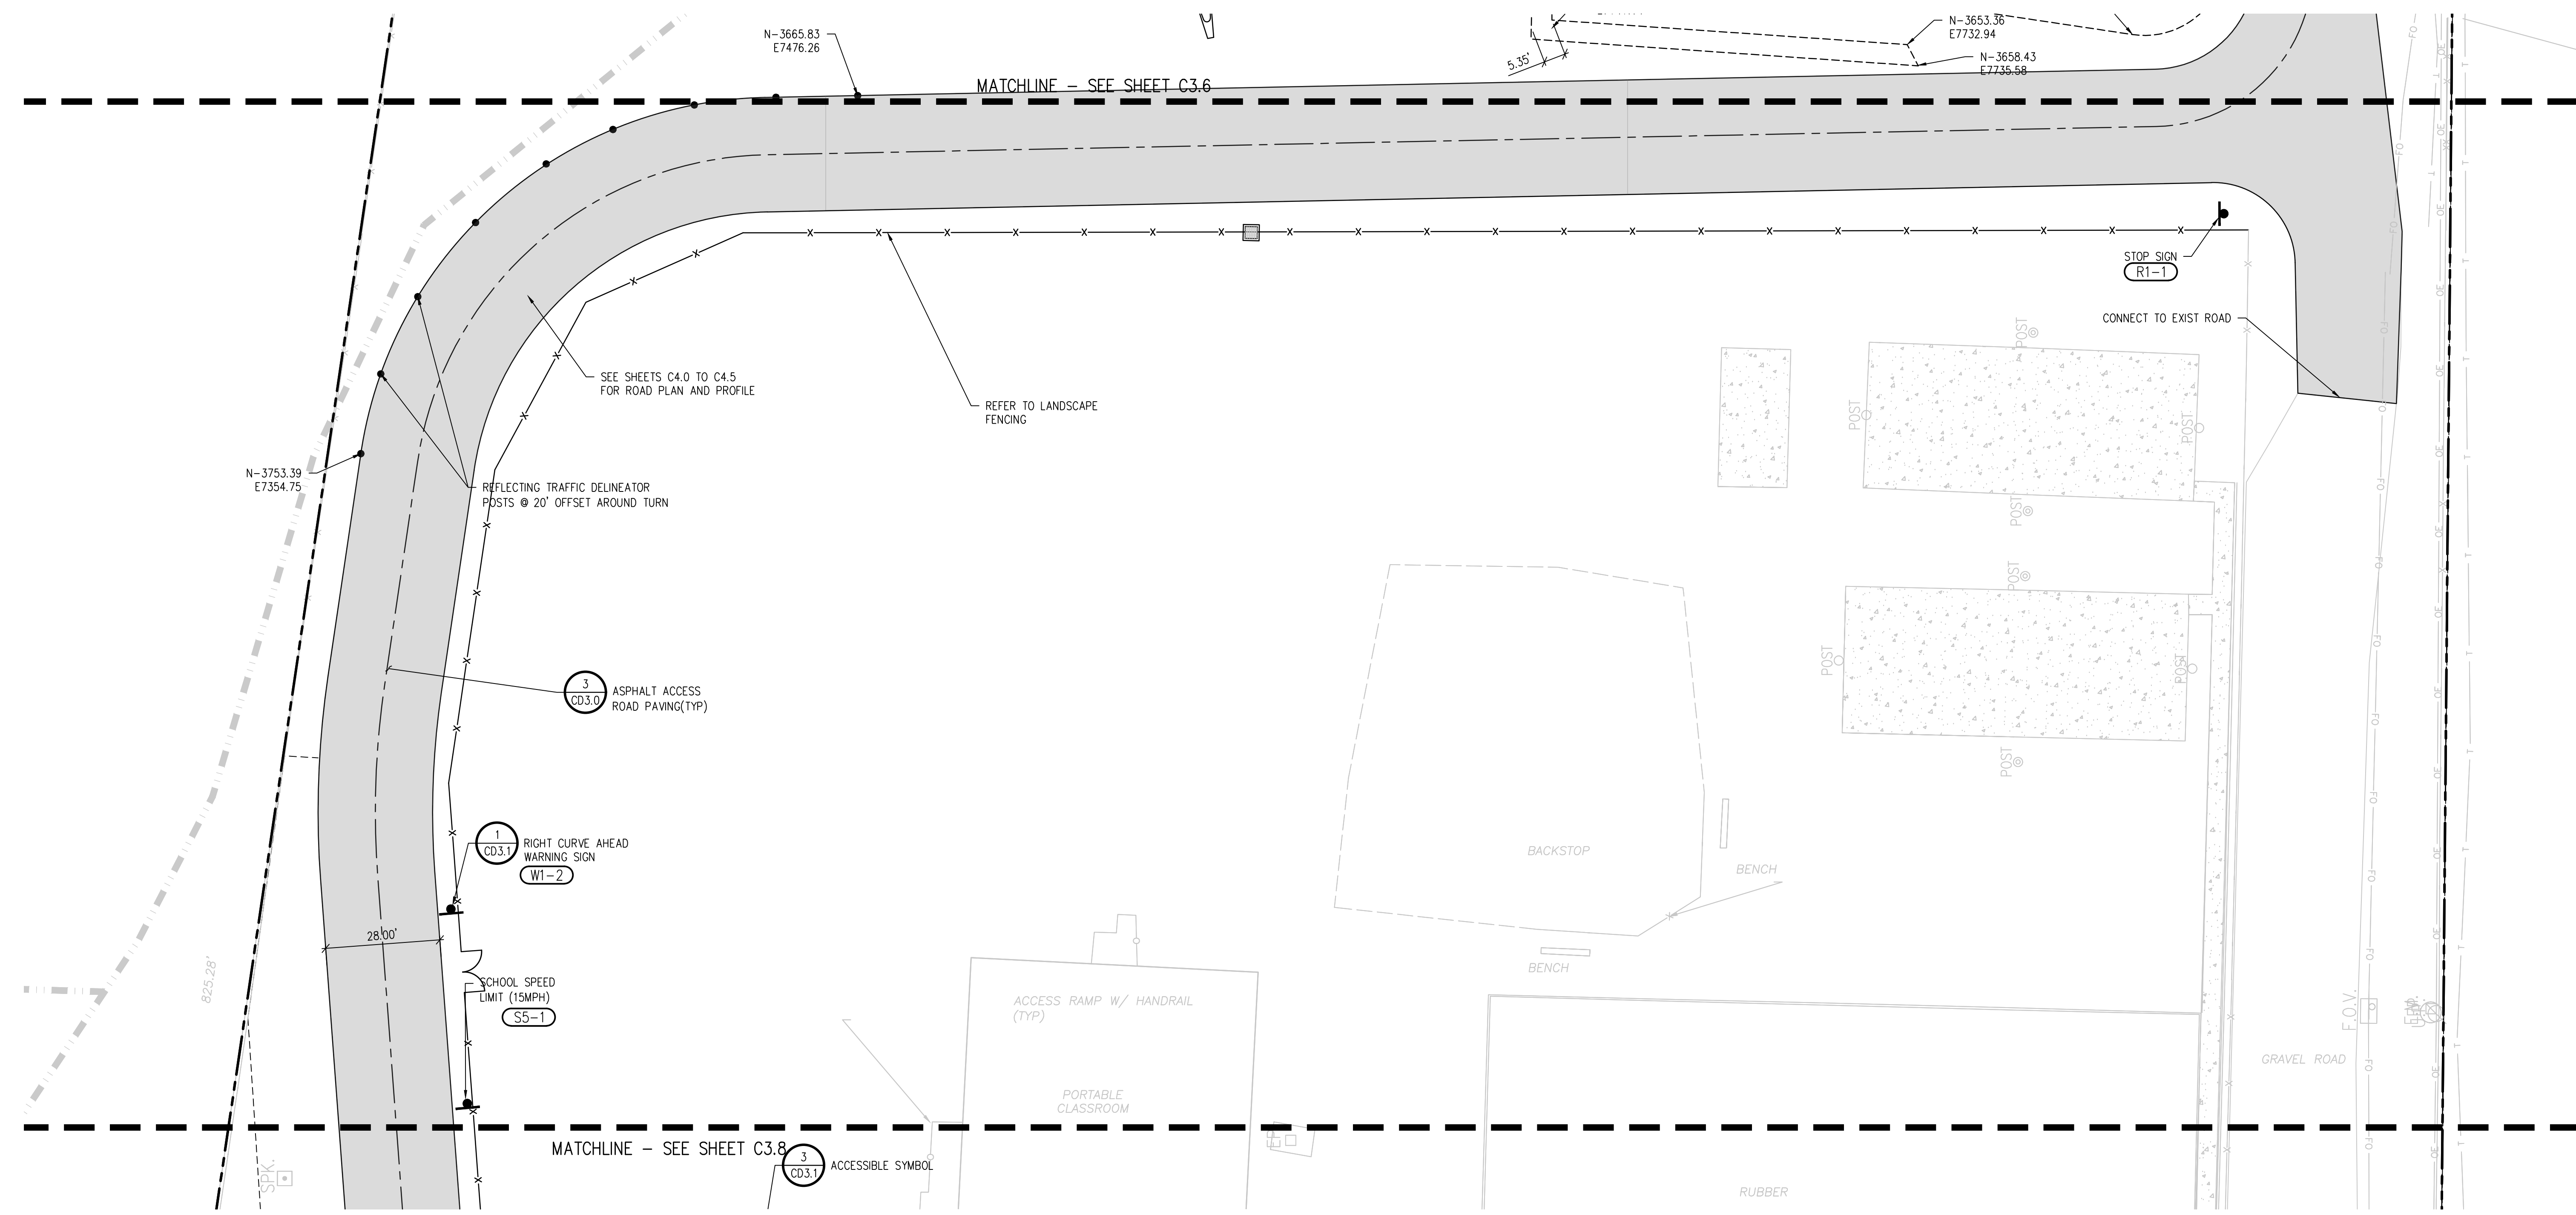 N-3665.83
E7476.26
N-3653.36
E7732.94
N-3658.43
E7735.58
5.35'
MATCHLINE - SEE SHEET C3.6
STOP SIGN
R1-1
CONNECT TO EXIST ROAD
SEE SHEETS C4.0 TO C4.5
FOR ROAD PLAN AND PROFILE
REFER TO LANDSCAPE
FENCING
N-3753.39
E7354.75
REFLECTING TRAFFIC DELINEATOR
POSTS @ 20' OFFSET AROUND TURN
POST
POST
POST
POST
POST
POST
POST
POST
3
CD3.0
ASPHALT ACCESS
ROAD PAVING(TYP)
1
CD3.1
RIGHT CURVE AHEAD
WARNING SIGN
W1-2
28.00'
825.28'
SCHOOL SPEED
LIMIT (15MPH)
S5-1
BACKSTOP
BENCH
BENCH
ACCESS RAMP W/ HANDRAIL
(TYP)
PORTABLE
CLASSROOM
F.O.V.
GRAVEL ROAD
MATCHLINE - SEE SHEET C3.8
3
CD3.1
ACCESSIBLE SYMBOL
SPK.
RUBBER